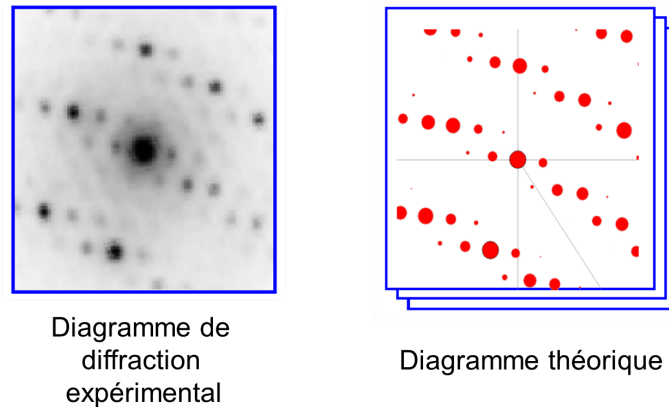 Diagramme de
diffraction
expérimental
Diagramme théorique